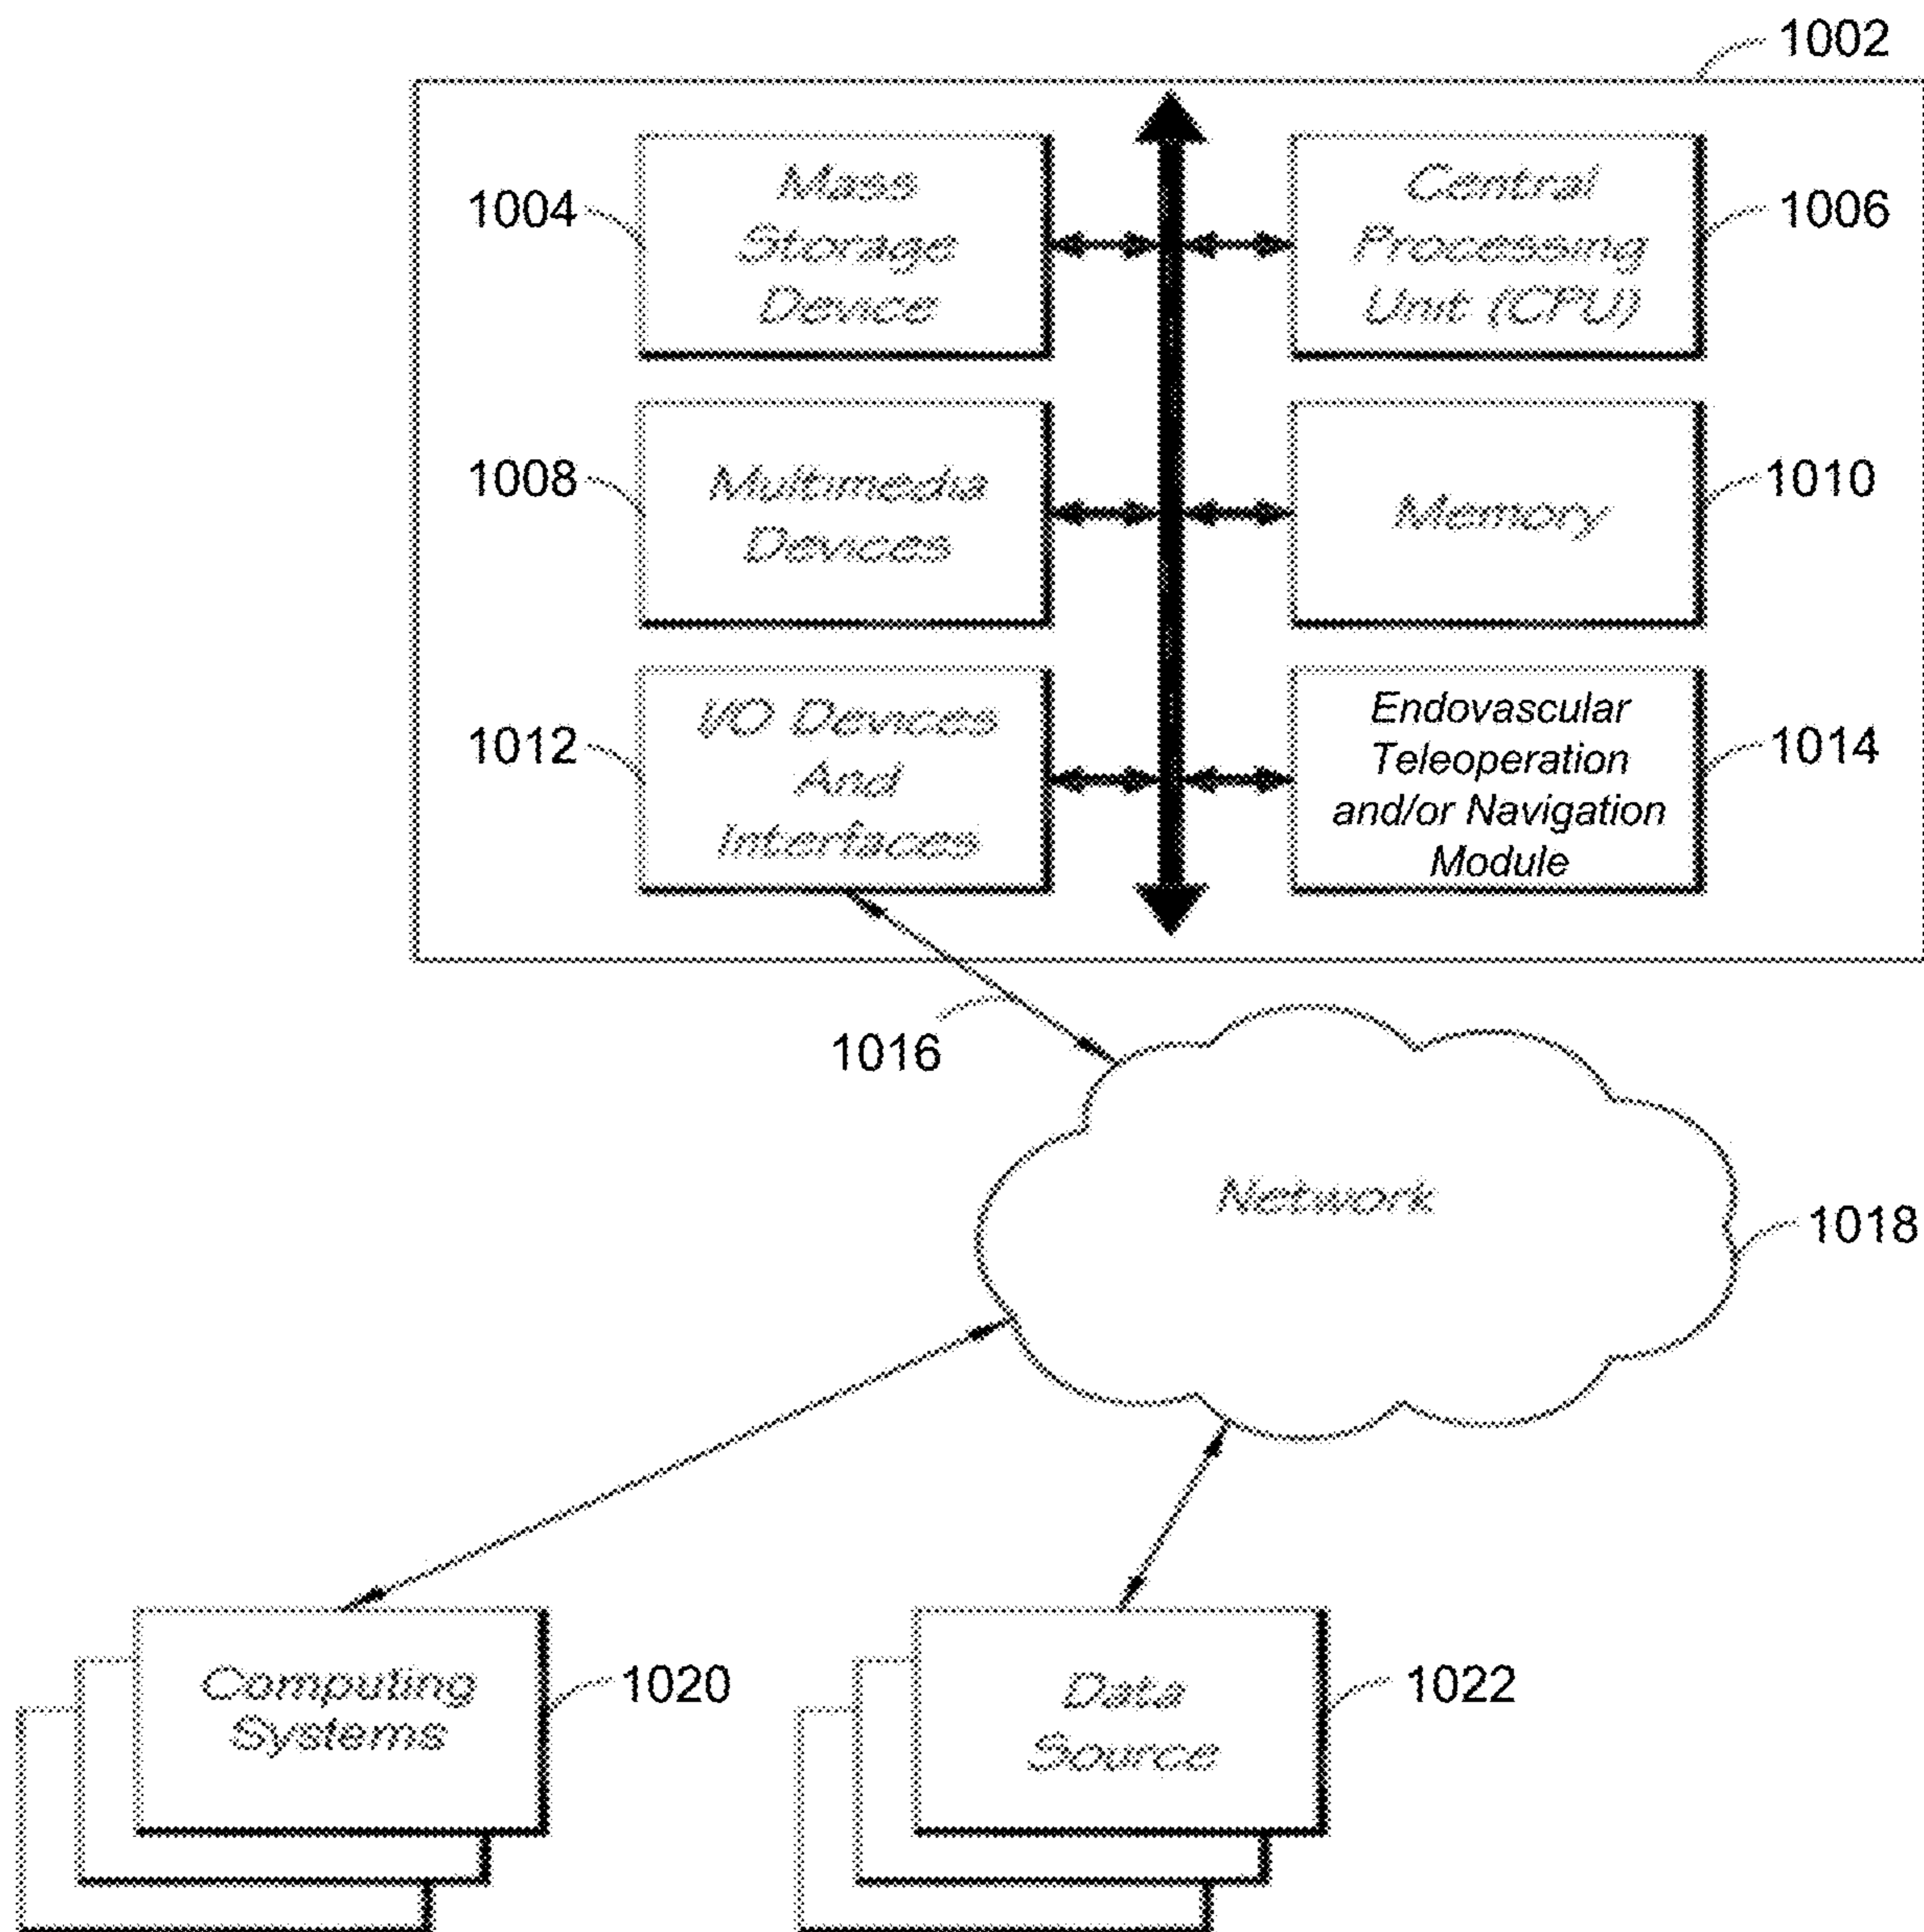 1002
1004
Mass
Storage
Device
Central
Processing
Unit (CPU)
1006
1008
Multimedia
Devices
Memory
1010
1012
I/O Devices
And
Interfaces
Endovascular
Teleoperation
and/or Navigation
Module
1014
1016
Network
1018
Computing
Systems
1020
Data
Source
1022